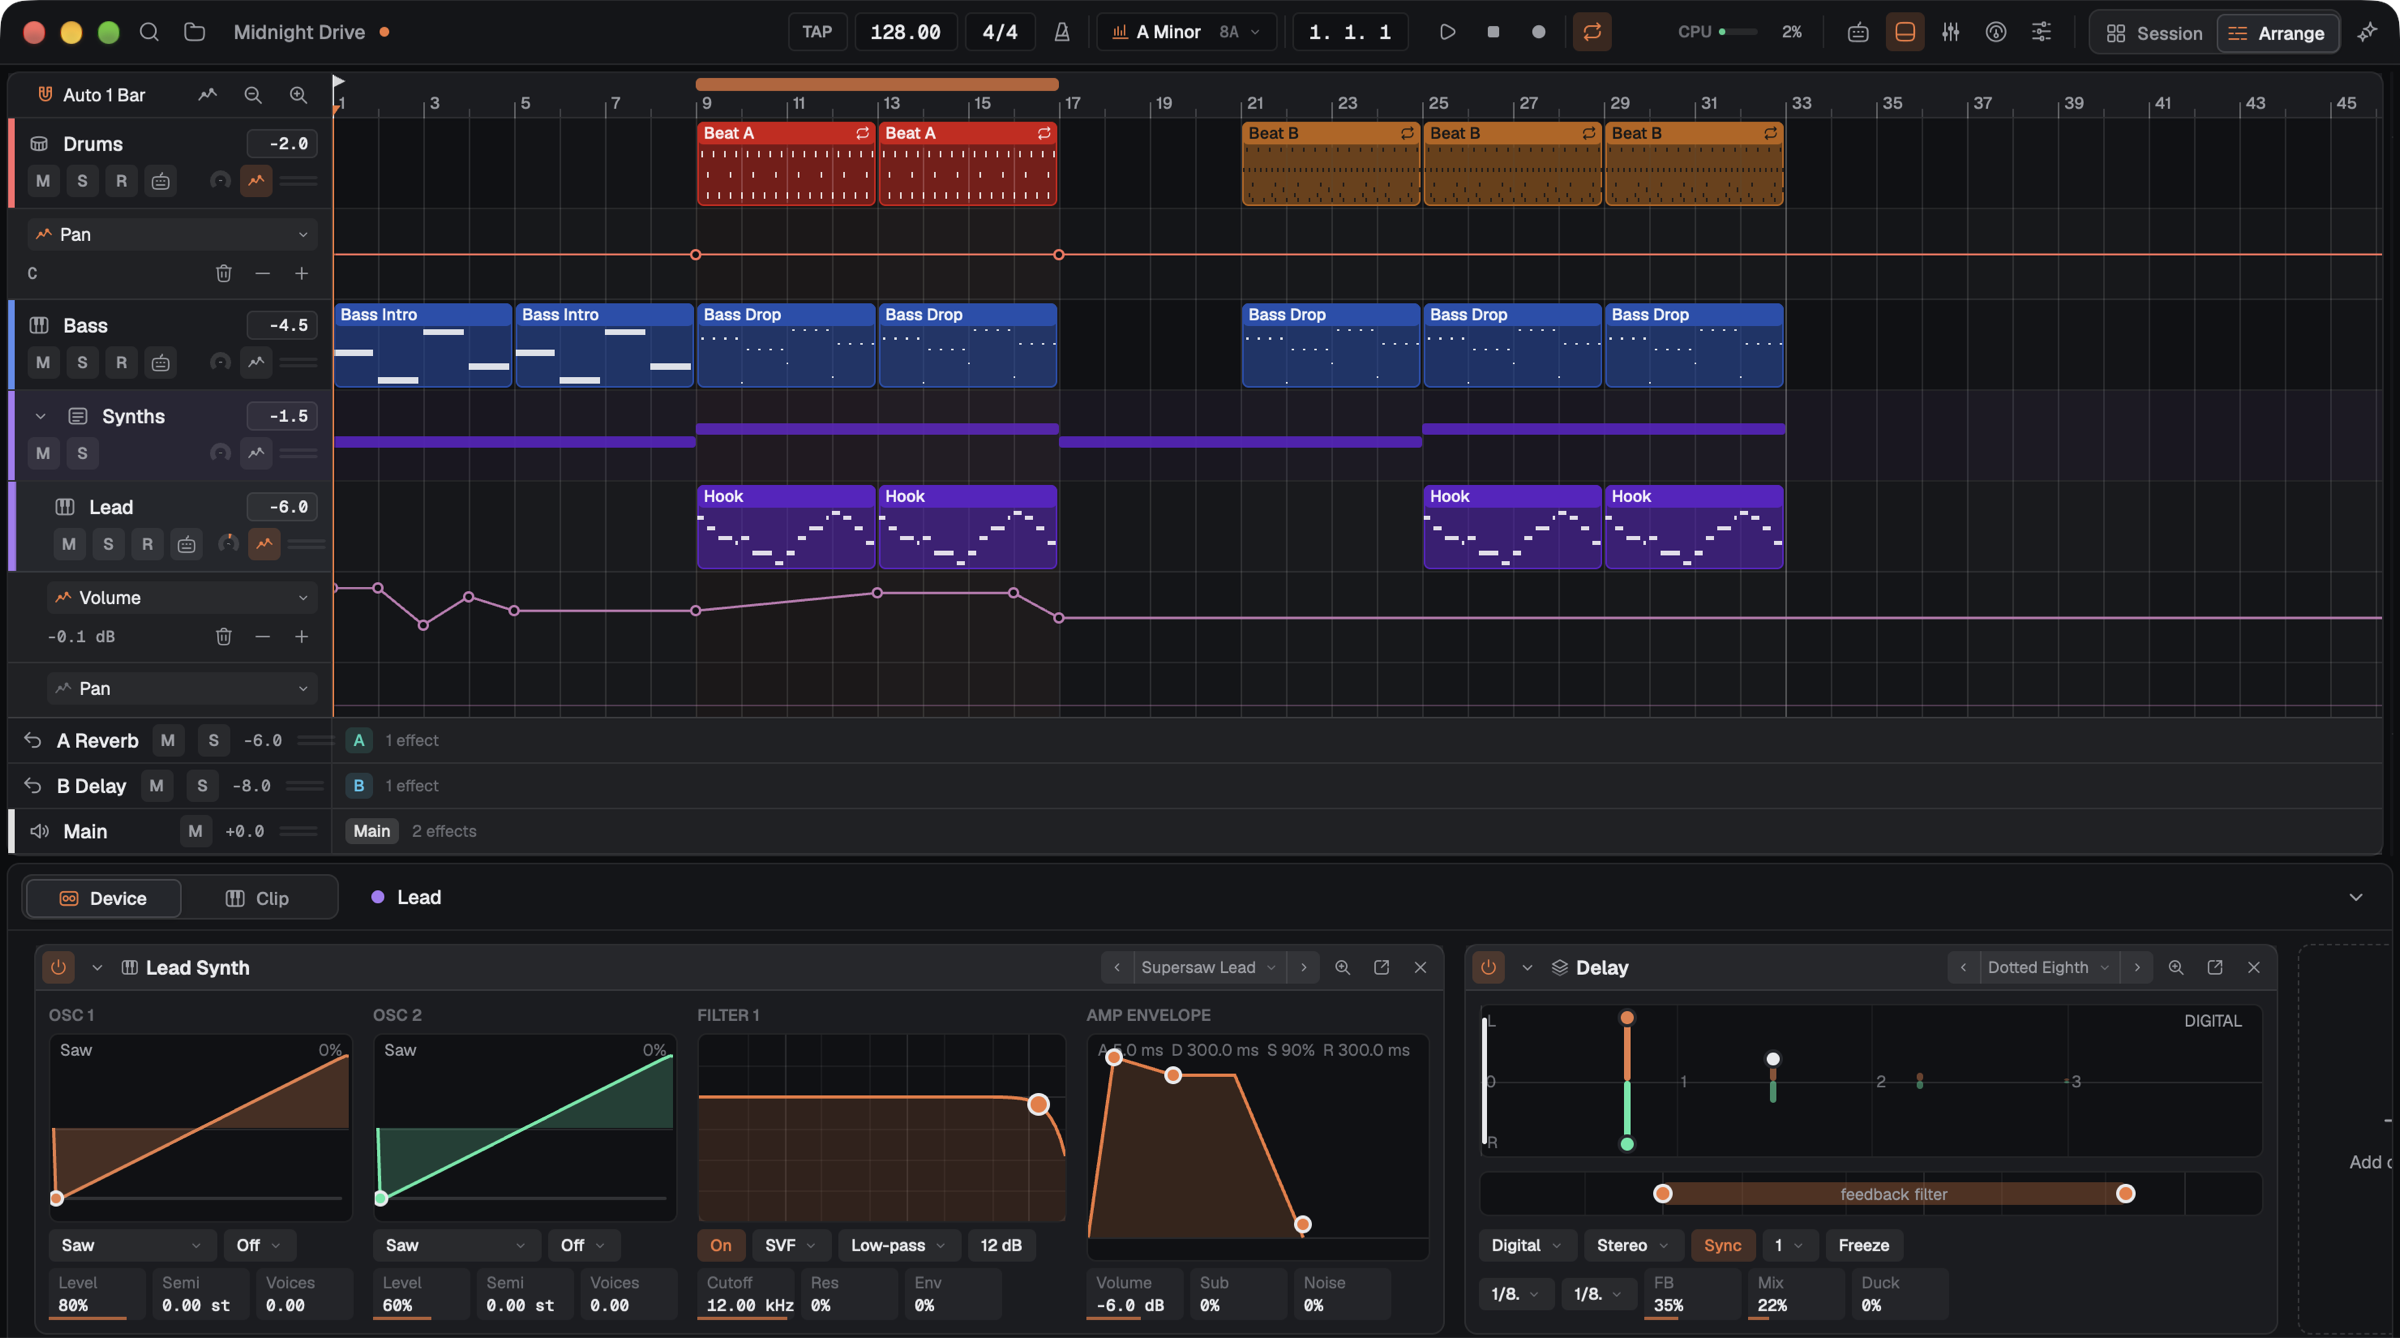 Midnight Drive
TAP 128.00 4/4 A Minor 8A 1. 1. 1 CPU 2% Session Arrange
Auto 1 Bar
1 3 5 7 9 11 13 15 17 19 21 23 25 27 29 31 33 35 37 39 41 43 45
Drums -2.0
M S R
Beat A Beat A Beat B Beat B Beat B
Pan
C
Bass -4.5
M S R
Bass Intro Bass Intro Bass Drop Bass Drop Bass Drop Bass Drop Bass Drop
Synths -1.5
M S
Lead -6.0
M S R
Hook Hook Hook Hook
Volume
-0.1 dB
Pan
A Reverb M S -6.0 A 1 effect
B Delay M S -8.0 B 1 effect
Main M +0.0 Main 2 effects
Device Clip Lead
Lead Synth Supersaw Lead
OSC 1 OSC 2 FILTER 1 AMP ENVELOPE
Saw 0% Saw 0% A 5.0 ms D 300.0 ms S 90% R 300.0 ms
Saw Off Saw Off On SVF Low-pass 12 dB
Level Semi Voices Level Semi Voices Cutoff Res Env Volume Sub Noise
80% 0.00 st 0.00 60% 0.00 st 0.00 12.00 kHz 0% 0% -6.0 dB 0% 0%
Delay Dotted Eighth
L DIGITAL
0 1 2 3
R
feedback filter
Digital Stereo Sync 1 Freeze
1/8. 1/8. FB Mix Duck
35% 22% 0%
Add